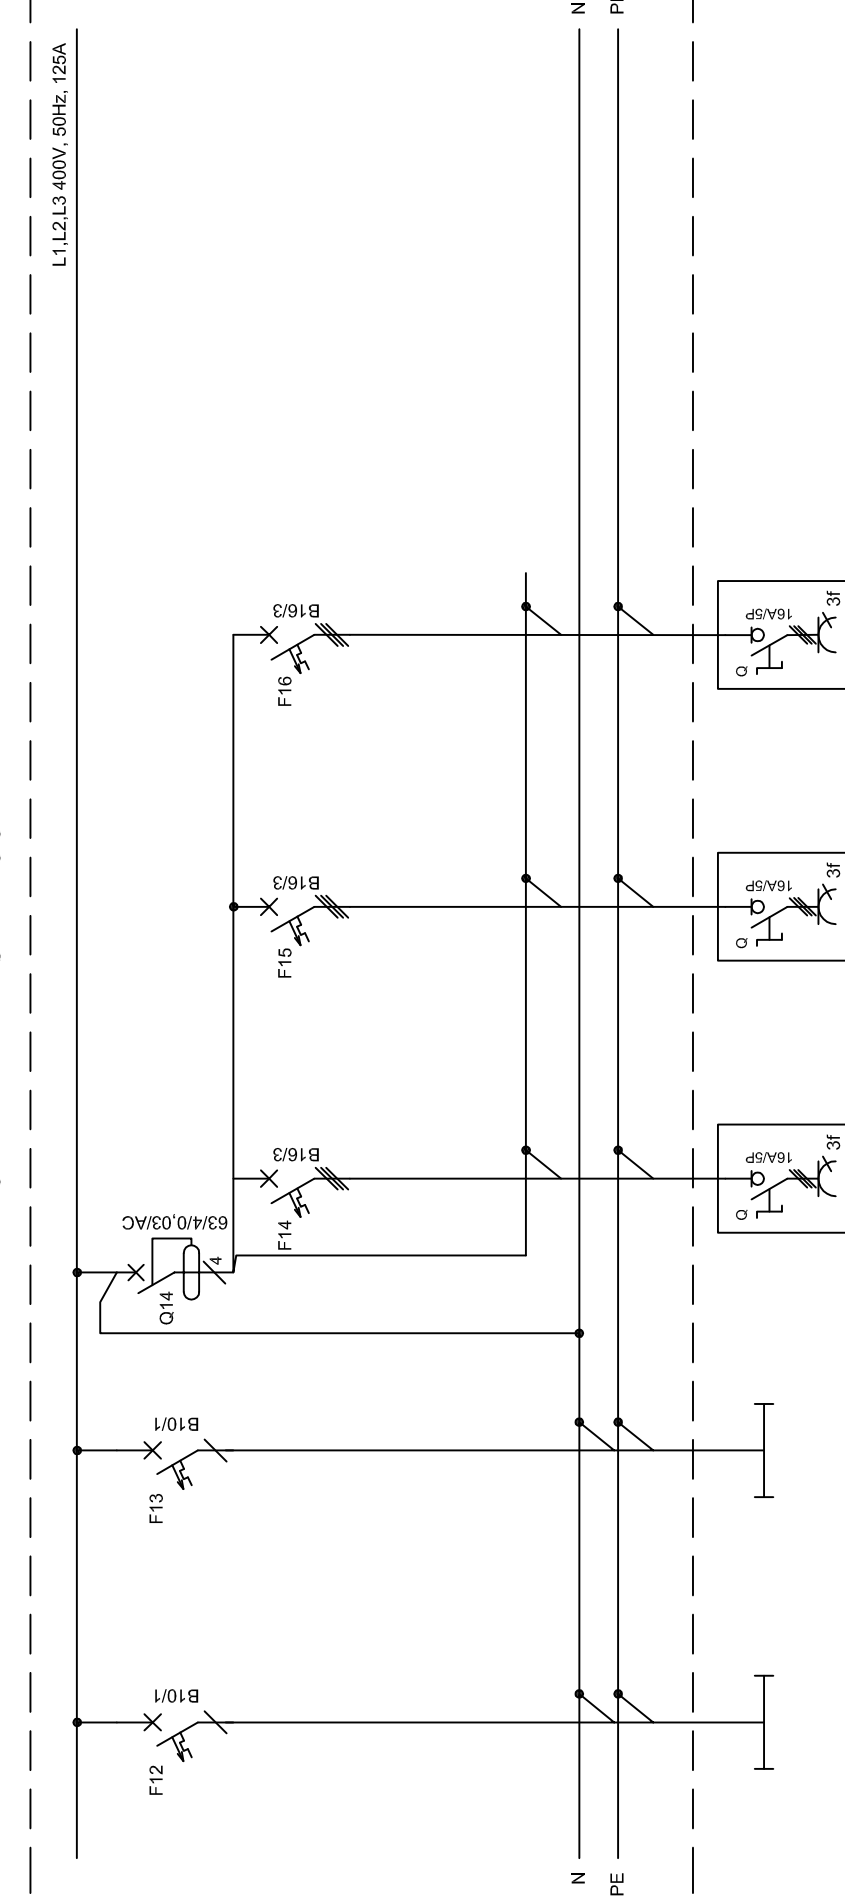 L1,L2,L3 400V, 50Hz, 125A
N
F12
B10/1
F13
B10/1
Q14
63/4/0,03/AC
4
F14
B16/3
F15
B16/3
F16
B16/3
N
PE
Q
16A/5P
3f
Q
16A/5P
3f
Q
16A/5P
3f